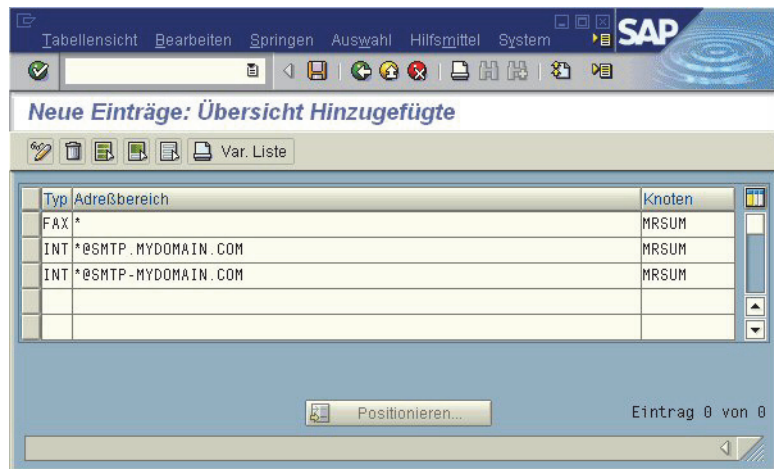 Tabellensicht Bearbeiten Springen Auswahl Hilfsmittel System
SAP
Neue Einträge: Übersicht Hinzugefügte
Var. Liste
Typ Adreßbereich Knoten
FAX * MRSUM
INT *@SMTP.MYDOMAIN.COM MRSUM
INT *@SMTP-MYDOMAIN.COM MRSUM
Positionieren... Eintrag 0 von 0